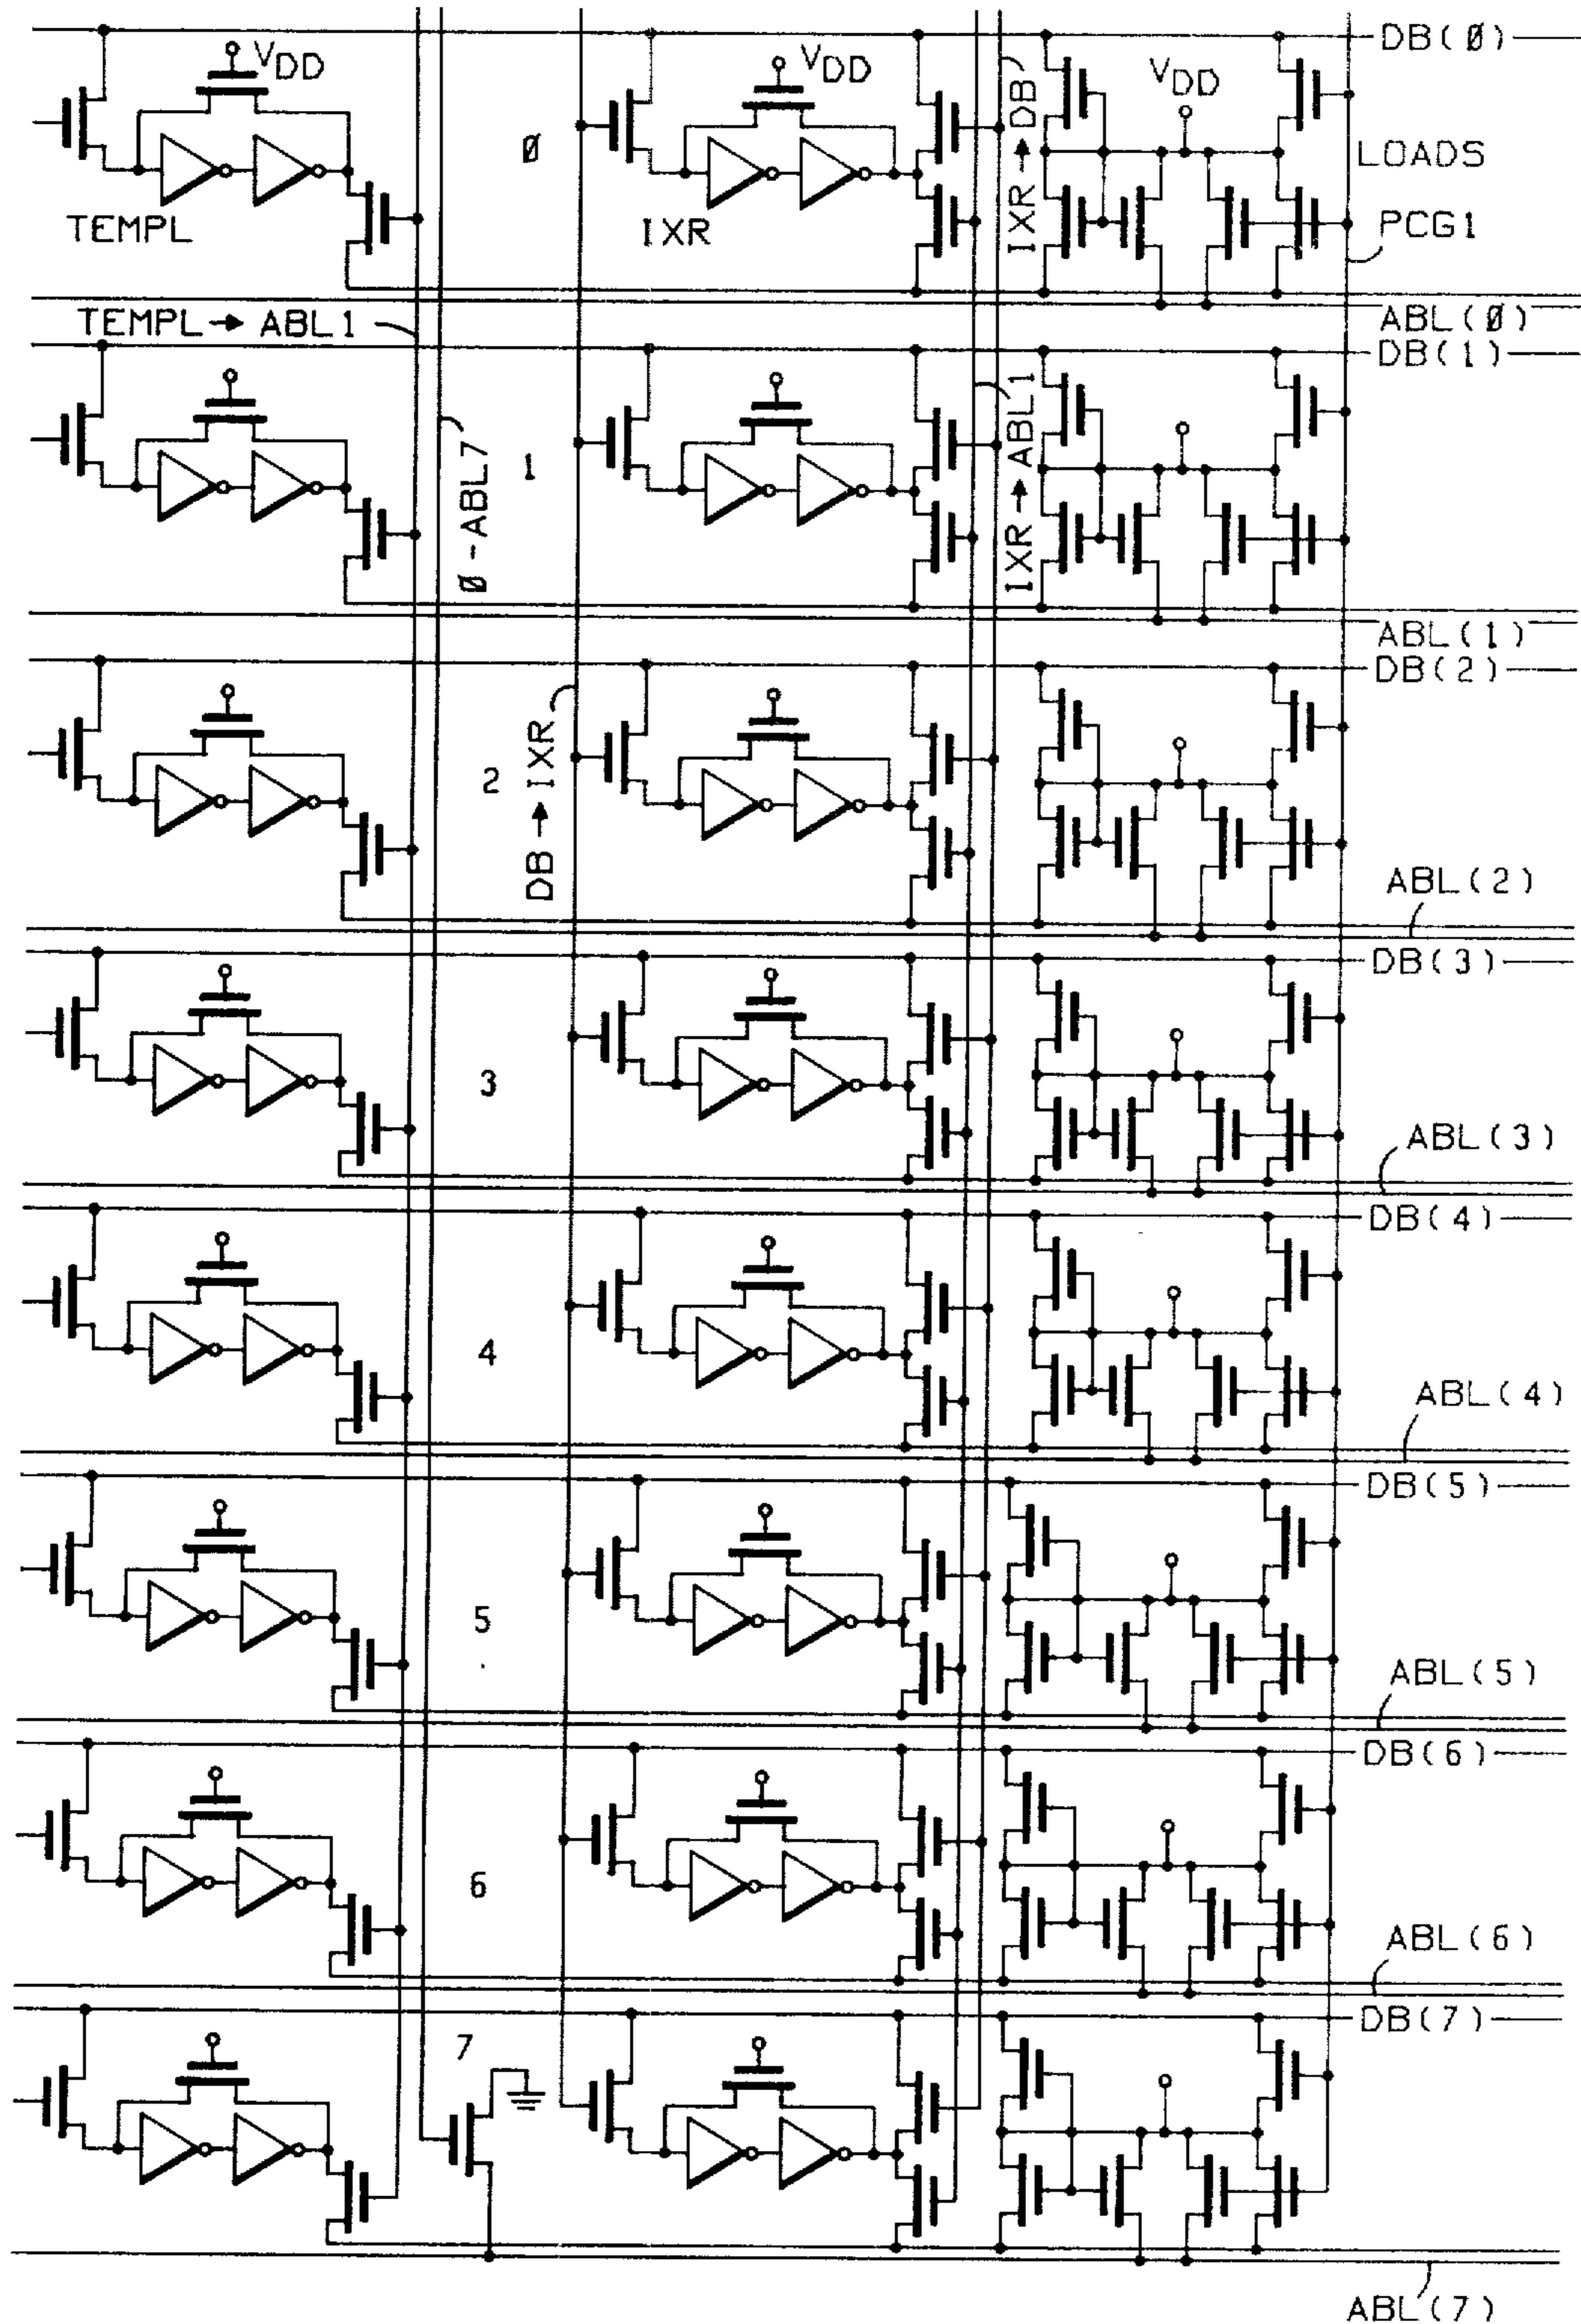 DB(Ø)
VDD
VDD
VDD
Ø
IXR → DB
LOADS
TEMPL
IXR
PCG1
TEMPL → ABL1
ABL(Ø)
DB(1)
Ø-ABL7
1
IXR → ABL1
ABL(1)
DB(2)
DB → IXR
2
ABL(2)
DB(3)
3
ABL(3)
DB(4)
4
ABL(4)
DB(5)
5
ABL(5)
DB(6)
6
ABL(6)
DB(7)
7
ABL(7)